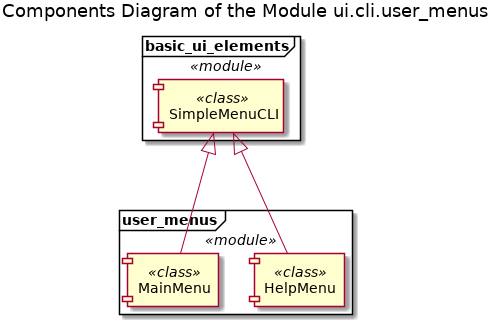 Components Diagram of the Module ui.cli.user_menus
basic_ui_elements
«module»
«class»
SimpleMenuCLI
user_menus
«module»
«class»
MainMenu
«class»
HelpMenu